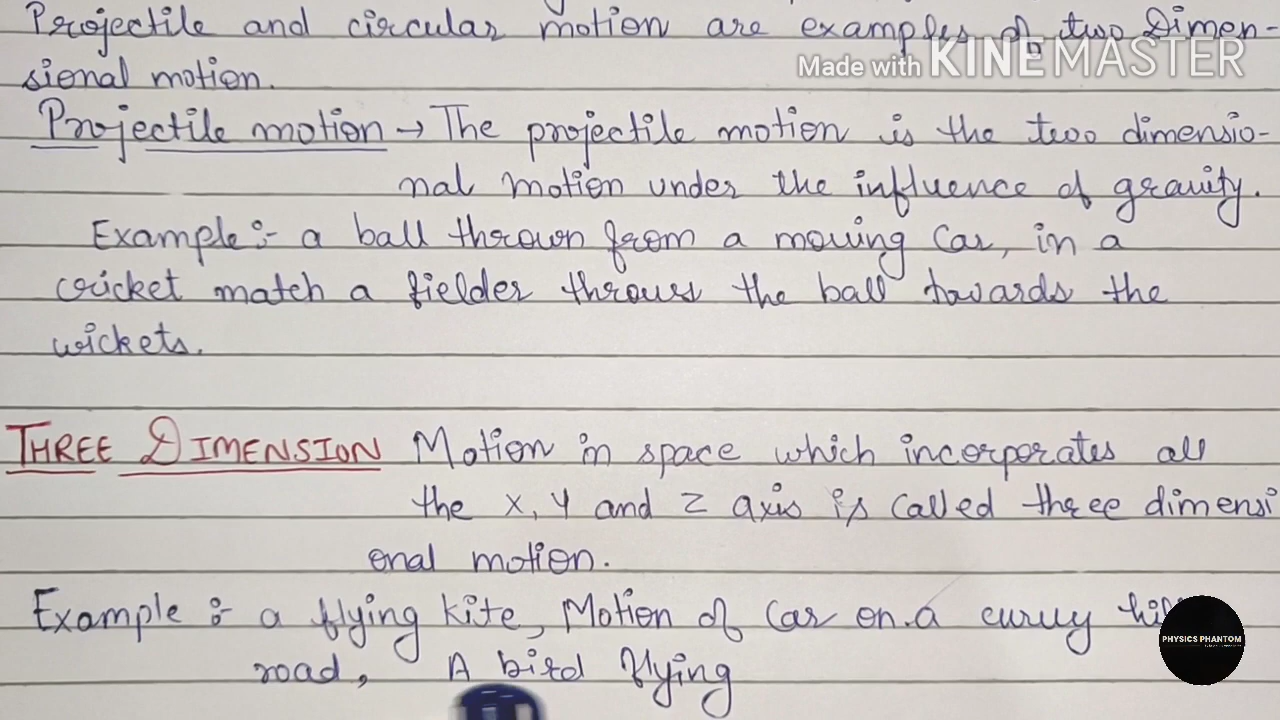 Projectile and circular motion are examples of two Dimen-
Made with KINEMASTER
sional motion.
Projectile motion → The projectile motion is the two dimensio-
nal motion under the influence of gravity.
Example :- a ball thrown from a moving Car, in a
cricket match a fielder throws the ball towards the
wickets.
THREE DIMENSION Motion in space which incorporates all
the X, Y and Z axis is called three dimensi
onal motion.
Example :- a flying kite, Motion of Car on a curvy
PHYSICS PHANTOM
road, A bird flying